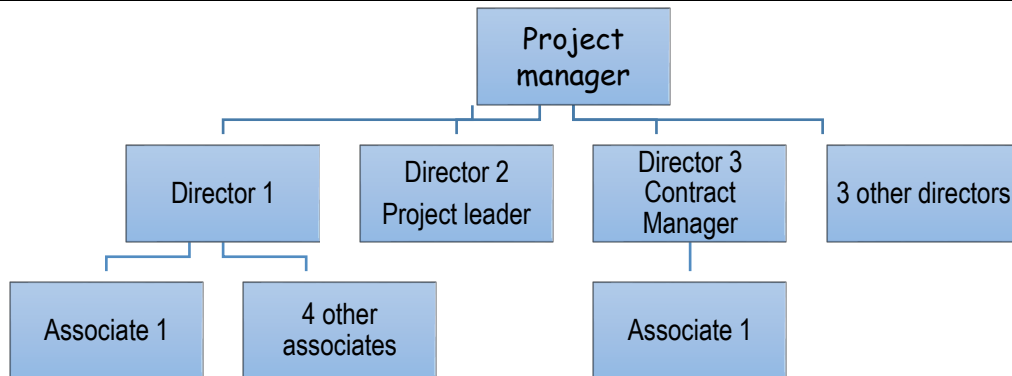 Project
manager
Director 1
Director 2
Project leader
Director 3
Contract
Manager
3 other directors
Associate 1
4 other
associates
Associate 1